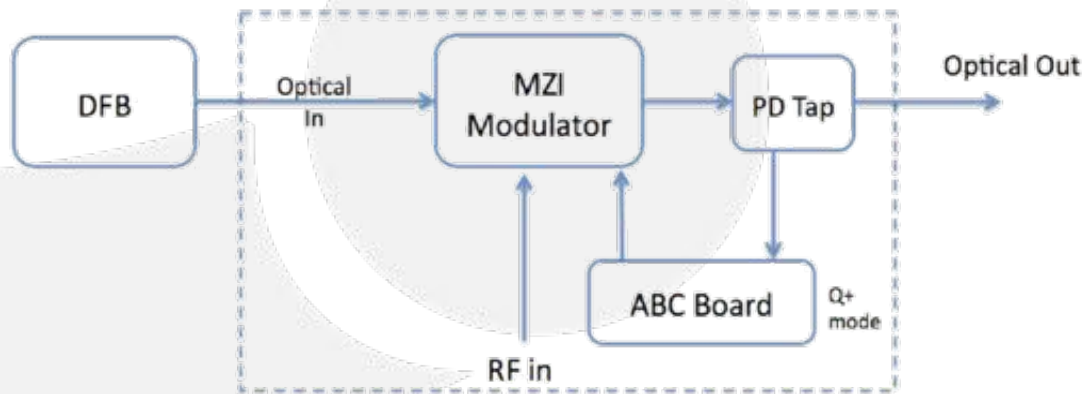 DFB
Optical
In
MZI
Modulator
PD Tap
Optical Out
ABC Board
Q+
mode
RF in